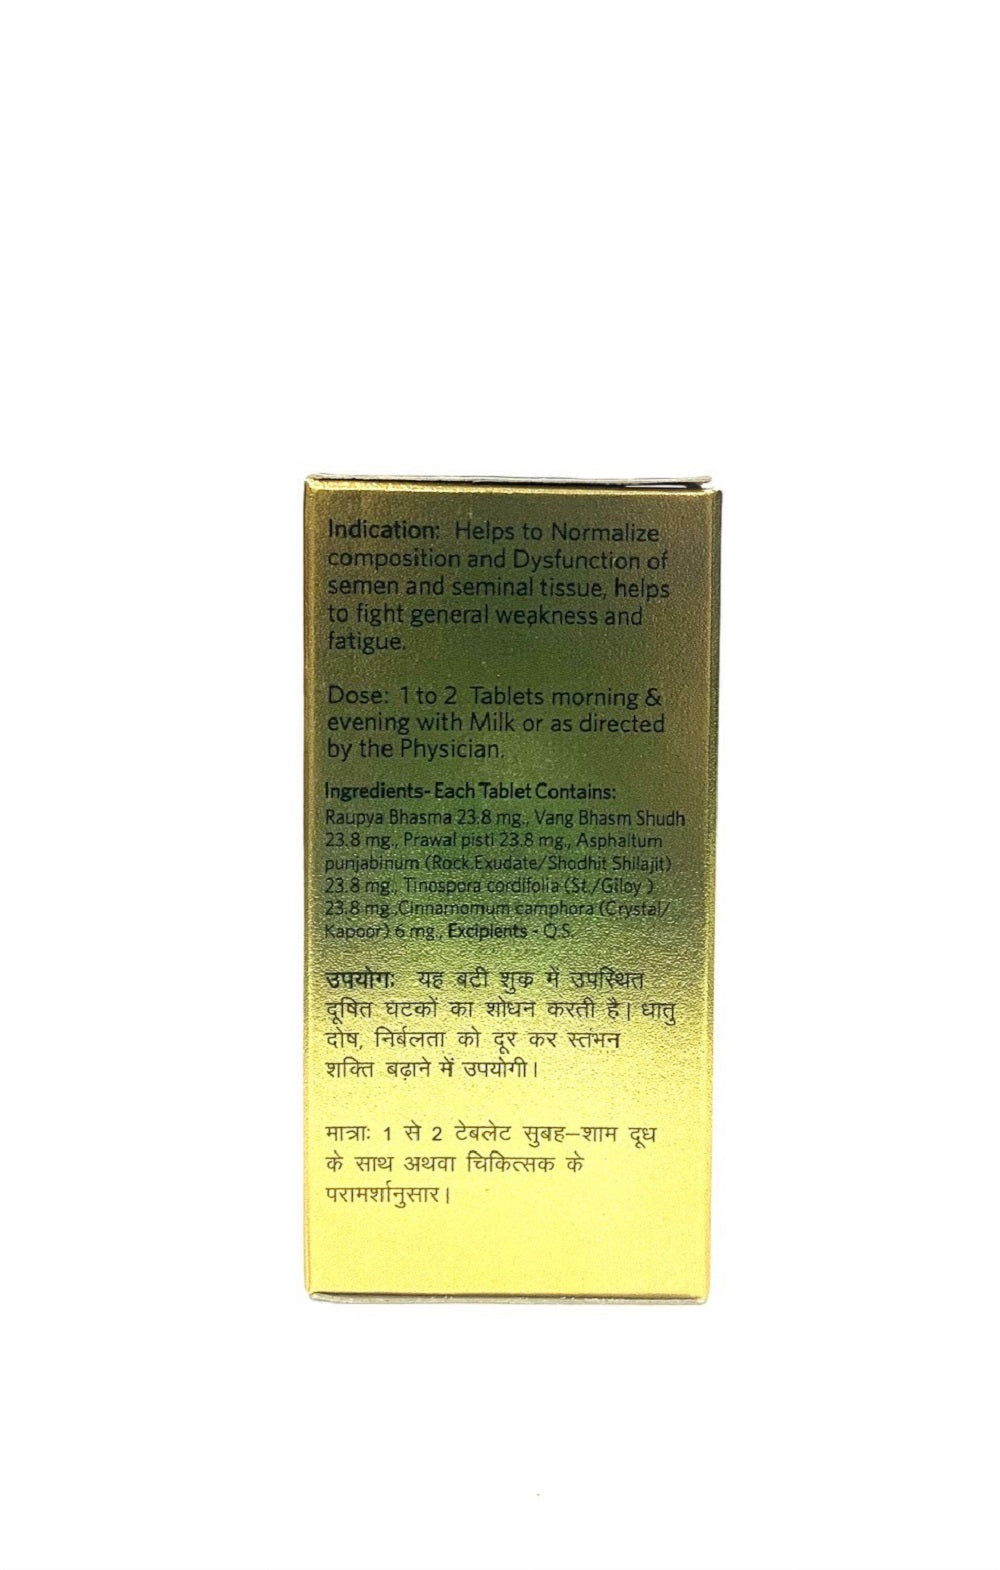 Indication: Helps to Normalize
composition and Dysfunction of
semen and seminal tissue, helps
to fight general weakness and
fatigue.
Dose: 1 to 2 Tablets morning &
evening with Milk or as directed
by the Physician.
Ingredients- Each Tablet Contains:
Raupya Bhasma 23.8 mg., Vang Bhasm Shudh
23.8 mg., Prawal pisti 23.8 mg., Asphaltum
punjabinum (Rock Exudate/Shodhit Shilajit)
23.8 mg., Tinospora cordifolia (St./Giloy )
23.8 mg.,Cinnamomum camphora (Crystal/
Kapoor) 6 mg., Excipients - Q.S.
उपयोगः यह बटी शुक्र में उपस्थित
दूषित घटकों का शोधन करती है। धातु
दोष, निर्बलता को दूर कर स्तंभन
शक्ति बढ़ाने में उपयोगी।
मात्राः 1 से 2 टेबलेट सुबह–शाम दूध
के साथ अथवा चिकित्सक के
परामर्शानुसार।